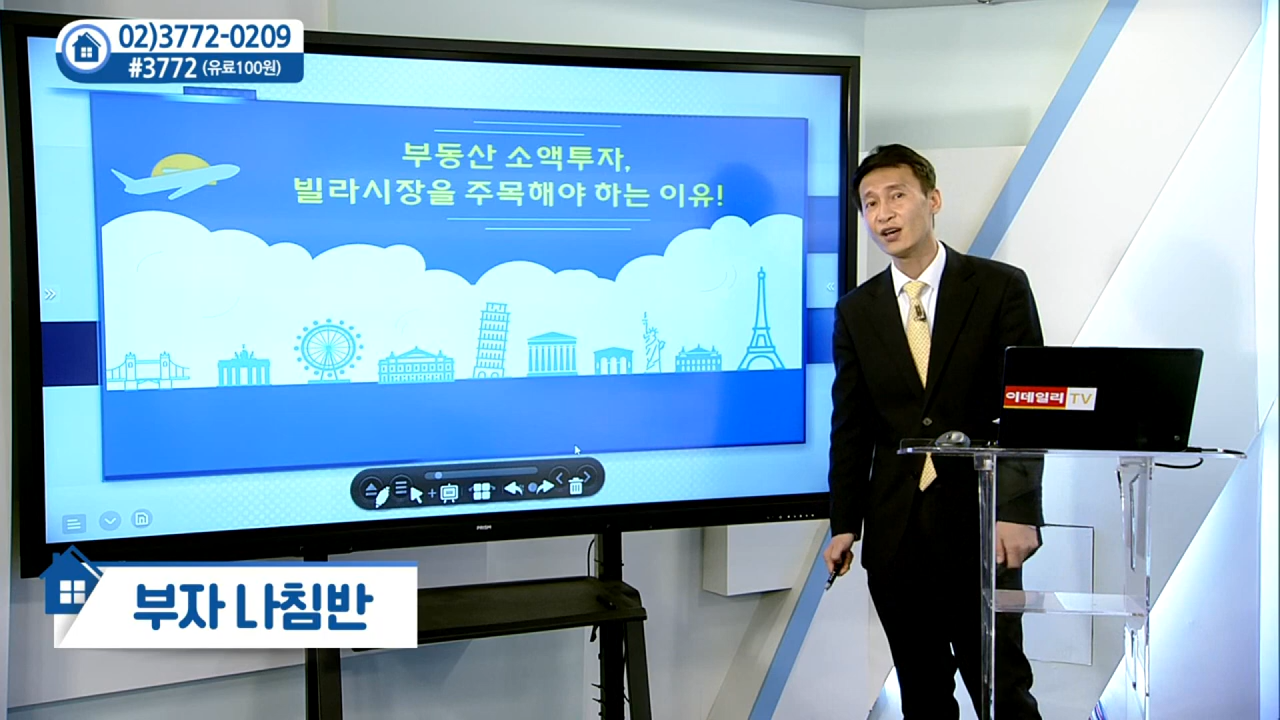 02)3772-0209
#3772 (유료100원)
부동산 소액투자,
빌라시장을 주목해야 하는 이유!
이데일리 TV
PRISM
부자 나침반